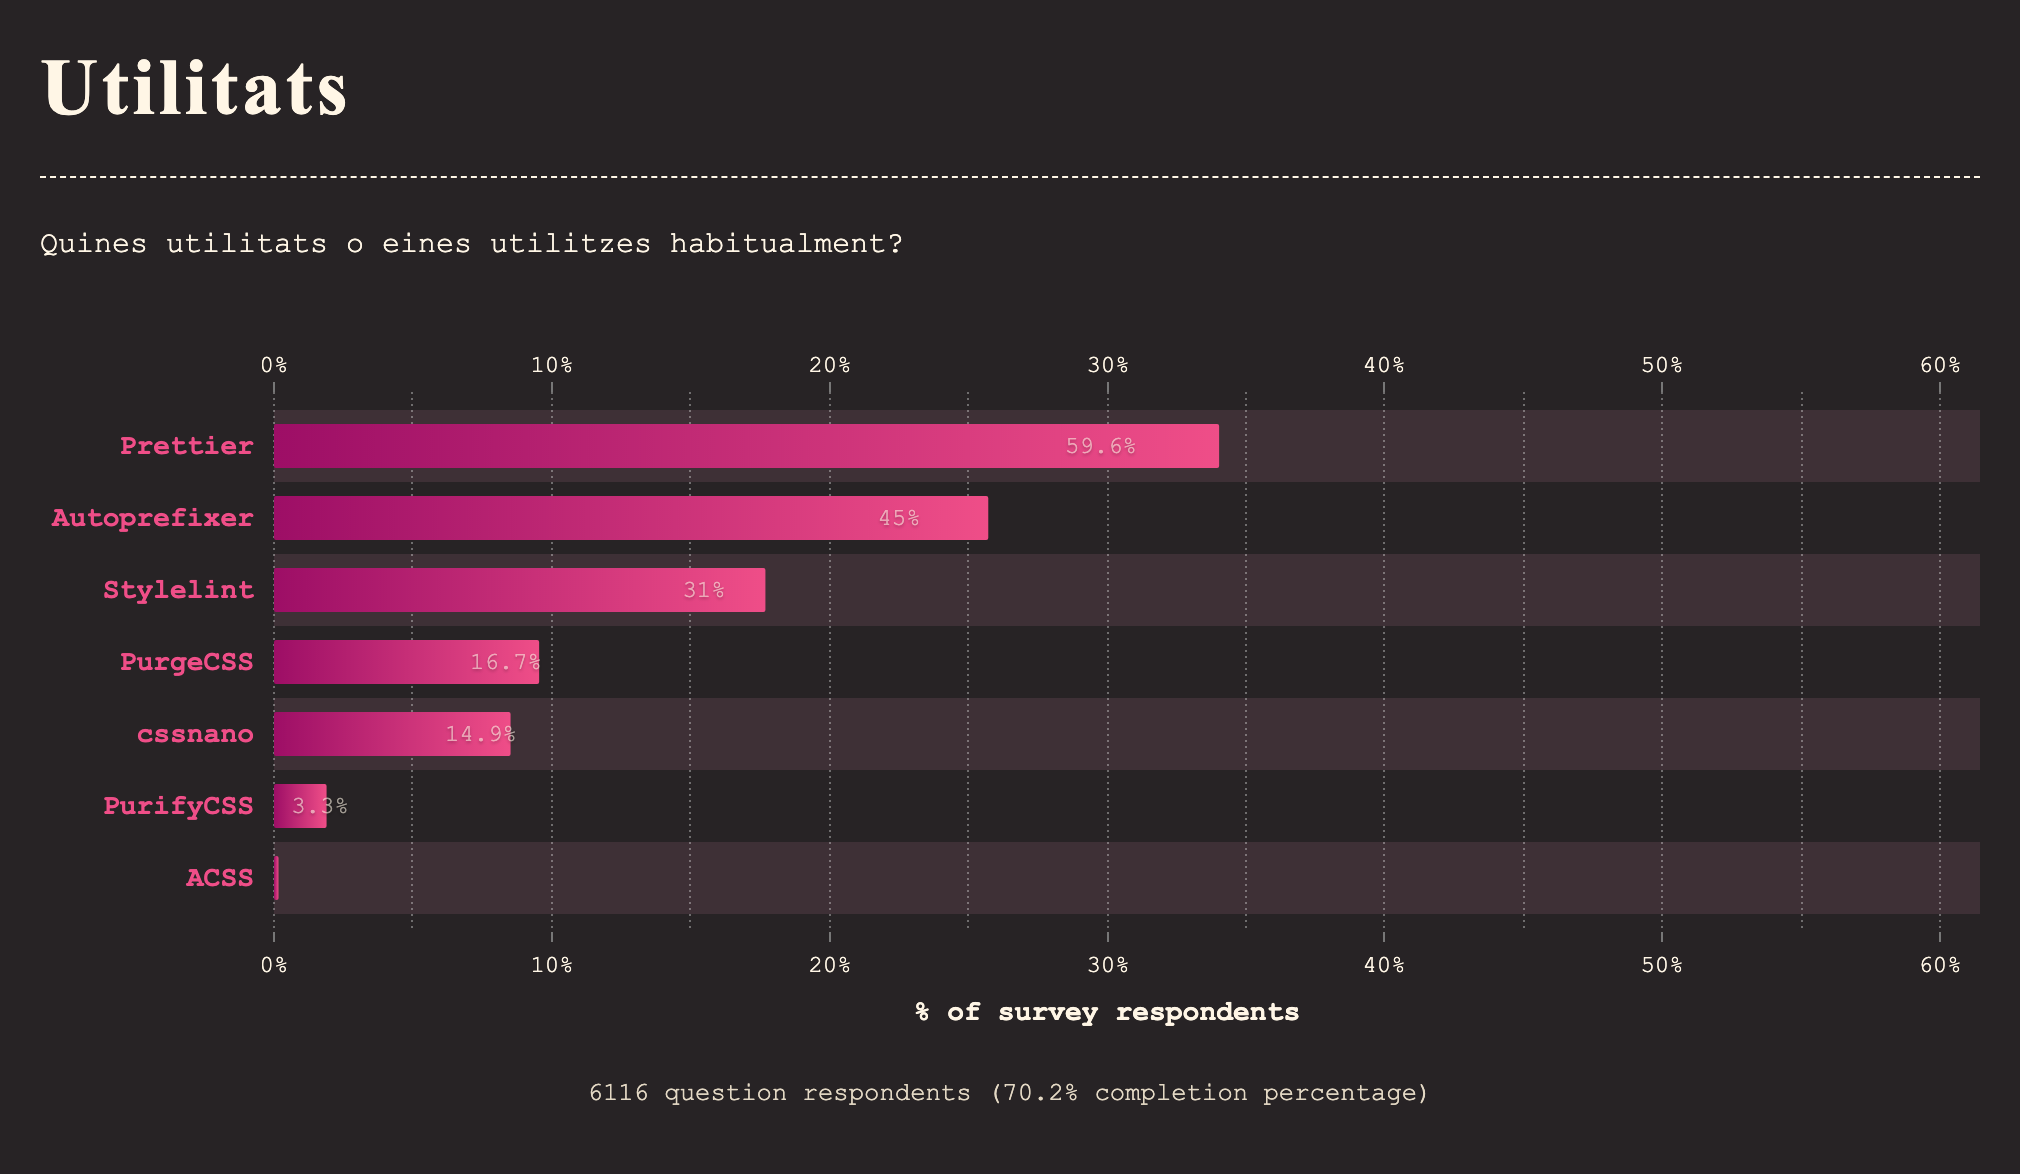 Utilitats
Quines utilitats o eines utilitzes habitualment?
0% 10% 20% 30% 40% 50% 60%
Prettier 59.6%
Autoprefixer 45%
Stylelint 31%
PurgeCSS 16.7%
cssnano 14.9%
PurifyCSS 3.3%
ACSS
0% 10% 20% 30% 40% 50% 60%
% of survey respondents
6116 question respondents (70.2% completion percentage)